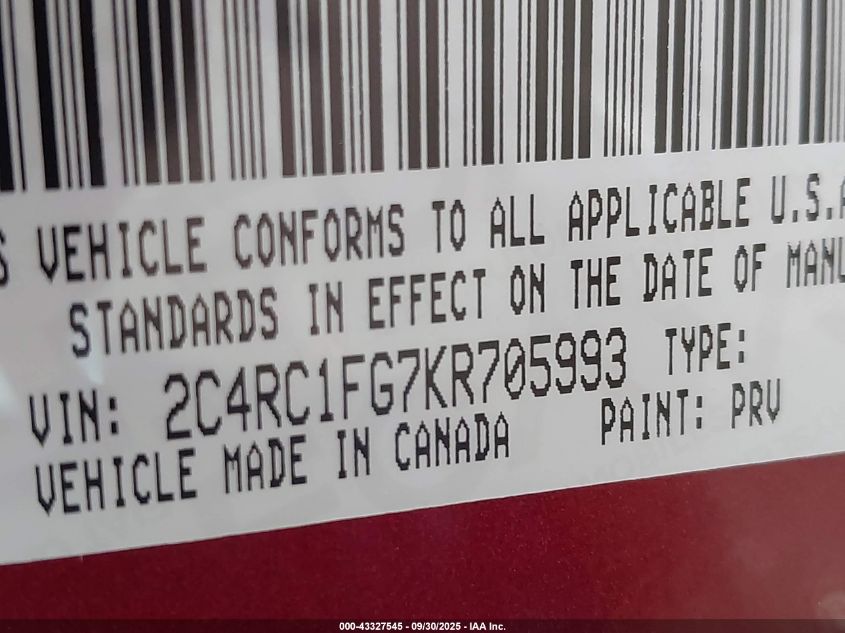 S VEHICLE CONFORMS TO ALL APPLICABLE U.S.A
STANDARDS IN EFFECT ON THE DATE OF MANU
VIN: 2C4RC1FG7KR705993 TYPE:
VEHICLE MADE IN CANADA PAINT: PRV
000-43327545 - 09/30/2025 - IAA Inc.